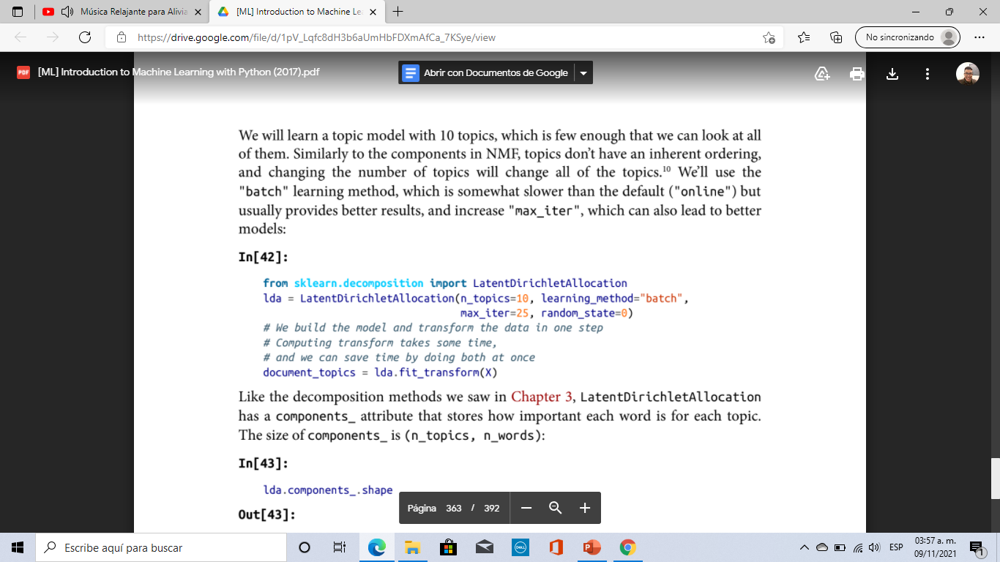 Música Relajante para Alivia
[ML] Introduction to Machine Le
https://drive.google.com/file/d/1pV_Lqfc8dH3b6aUmHbFDXmAfCa_7KSye/view
No sincronizando
PDF
[ML] Introduction to Machine Learning with Python (2017).pdf
Abrir con Documentos de Google
We will learn a topic model with 10 topics, which is few enough that we can look at all
of them. Similarly to the components in NMF, topics don’t have an inherent ordering,
and changing the number of topics will change all of the topics.¹⁰ We’ll use the
"batch" learning method, which is somewhat slower than the default ("online") but
usually provides better results, and increase "max_iter", which can also lead to better
models:
In[42]:
from sklearn.decomposition import LatentDirichletAllocation
lda = LatentDirichletAllocation(n_topics=10, learning_method="batch",
max_iter=25, random_state=0)
# We build the model and transform the data in one step
# Computing transform takes some time,
# and we can save time by doing both at once
document_topics = lda.fit_transform(X)
Like the decomposition methods we saw in Chapter 3, LatentDirichletAllocation
has a components_ attribute that stores how important each word is for each topic.
The size of components_ is (n_topics, n_words):
In[43]:
lda.components_.shape
Out[43]:
Página 363 / 392
Escribe aquí para buscar
DELL
ESP
03:57 a. m.
09/11/2021
1